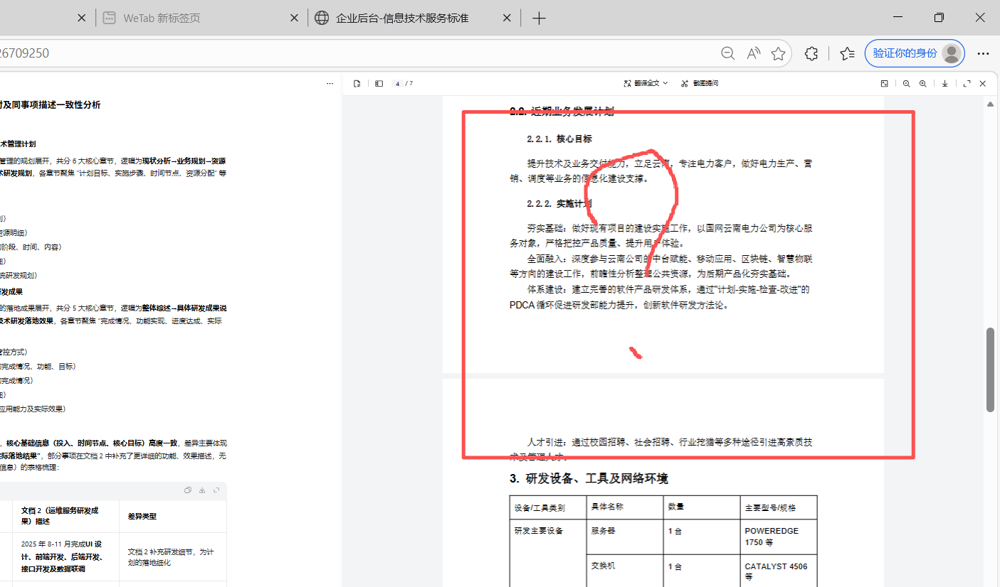 WeTab 新标签页
企业后台-信息技术服务标准
26709250
验证你的身份
4 / 7
翻译全文
截图提问
时及同事项描述一致性分析
术管理计划
管理的规划展开，共分 6 大核心章节，逻辑为现状分析→业务规划→资源
术研发规划，各章节聚焦 “计划目标、实施步骤、时间节点、资源分配” 等
划）
资源明细）
阶段、时间、内容）
细）
统研发规划）
研发成果
的落地成果展开，共分 5 大核心章节，逻辑为整体综述→具体研发成果说
技术研发落地效果，各章节聚焦 “完成情况、功能实现、进度达成、实际
管控方式）
的完成情况、功能、目标）
的完成情况）
细）
应用能力及实际效果）
，核心基础信息（投入、时间节点、核心目标）高度一致，差异主要体现
实际落地结果”，部分事项在文档 2 中补充了更详细的功能、效果描述，无
信息）的表格梳理：
文档 2（运维服务研发成
果）描述
差异类型
2025 年 8-11 月完成UI 设
计、前端开发、后端开发、
接口开发及数据联调
文档 2 补充研发细节，为计
划的落地细化
2.2. 近期业务发展计划
2.2.1. 核心目标
提升技术及业务交付能力，立足云南，专注电力客户，做好电力生产、营
销、调度等业务的信息化建设支撑。
2.2.2. 实施计划
夯实基础：做好现有项目的建设实施工作，以国网云南电力公司为核心服
务对象，严格把控产品质量、提升用户体验。
全面融入：深度参与云南公司的中台赋能、移动应用、区块链、智慧物联
等方向的建设工作，前瞻性分析整理公共资源，为后期产品化夯实基础。
体系建设：建立完善的软件产品研发体系，通过"计划-实施-检查-改进"的
PDCA 循环促进研发部能力提升，创新软件研发方法论。
人才引进：通过校园招聘、社会招聘、行业挖猎等多种途径引进高素质技
术及管理人才。
3. 研发设备、工具及网络环境
设备/工具类别
具体名称
数量
主要型号/规格
研发主要设备
服务器
1 台
POWEREDGE
1750 等
交换机
1 台
CATALYST 4506
等